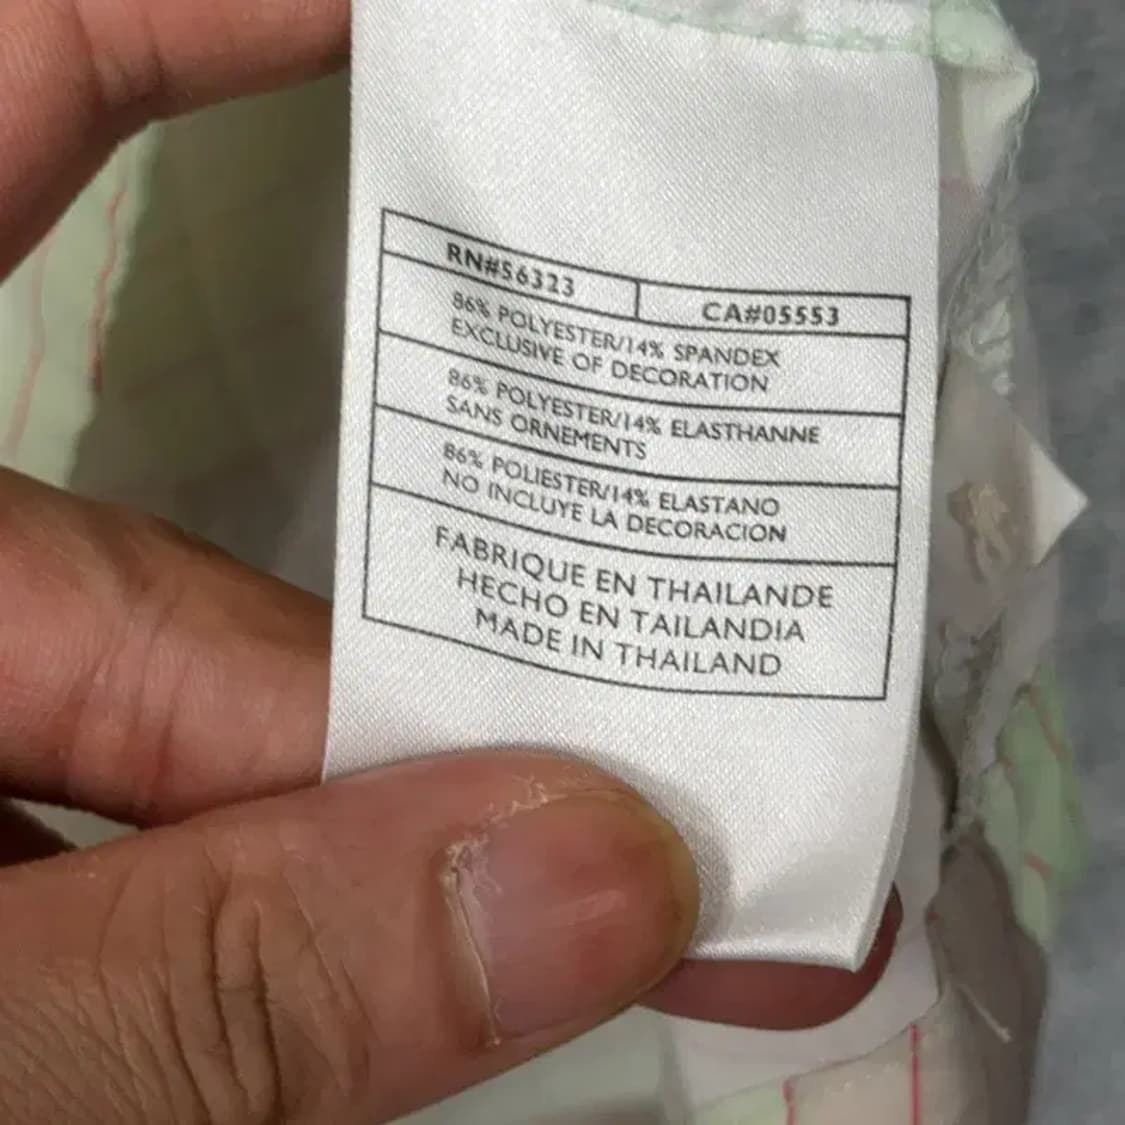 RN#56323
CA#05553
86% POLYESTER/14% SPANDEX
EXCLUSIVE OF DECORATION
86% POLYESTER/14% ELASTHANNE
SANS ORNEMENTS
86% POLIESTER/14% ELASTANO
NO INCLUYE LA DECORACION
FABRIQUE EN THAILANDE
HECHO EN TAILANDIA
MADE IN THAILAND